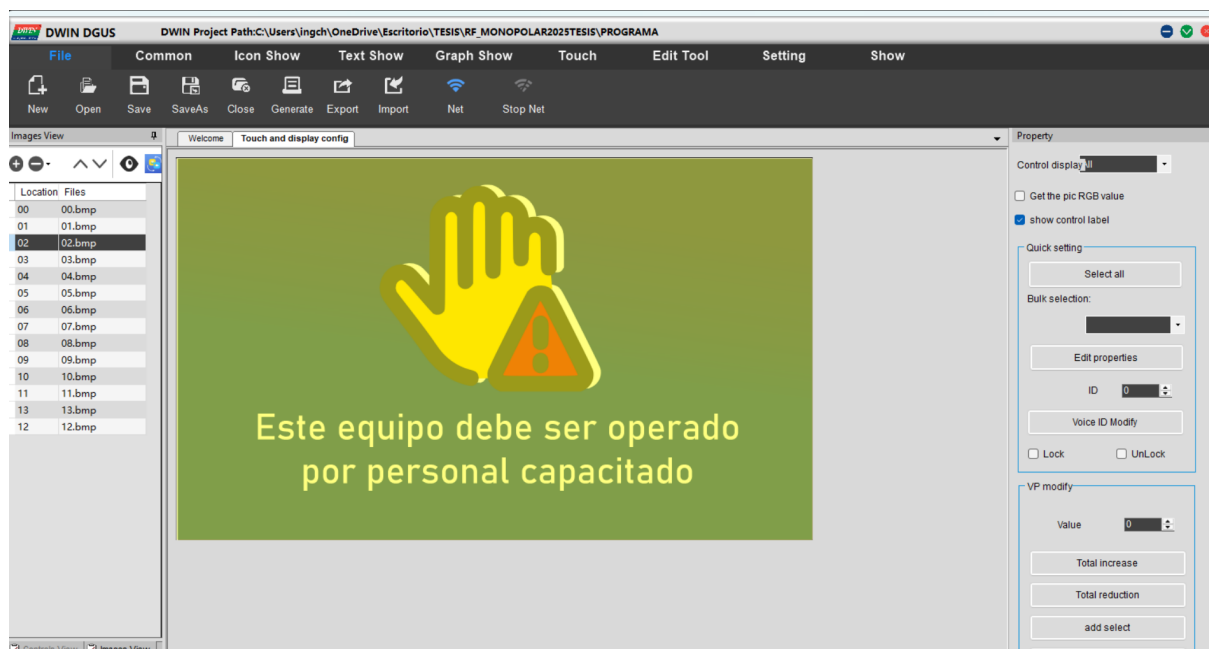 DWIN DGUS DWIN Project Path:C:\Users\ingch\OneDrive\Escritorio\TESIS\RF_MONOPOLAR2025TESIS\PROGRAMA
File Common Icon Show Text Show Graph Show Touch Edit Tool Setting Show
New Open Save SaveAs Close Generate Export Import Net Stop Net
Images View
Welcome Touch and display config
Property
Location Files
00 00.bmp
01 01.bmp
02 02.bmp
03 03.bmp
04 04.bmp
05 05.bmp
06 06.bmp
07 07.bmp
08 08.bmp
09 09.bmp
10 10.bmp
11 11.bmp
13 13.bmp
12 12.bmp
Este equipo debe ser operado
por personal capacitado
Control display
Get the pic RGB value
show control label
Quick setting
Select all
Bulk selection:
Edit properties
ID 0
Voice ID Modify
Lock UnLock
VP modify
Value 0
Total increase
Total reduction
add select